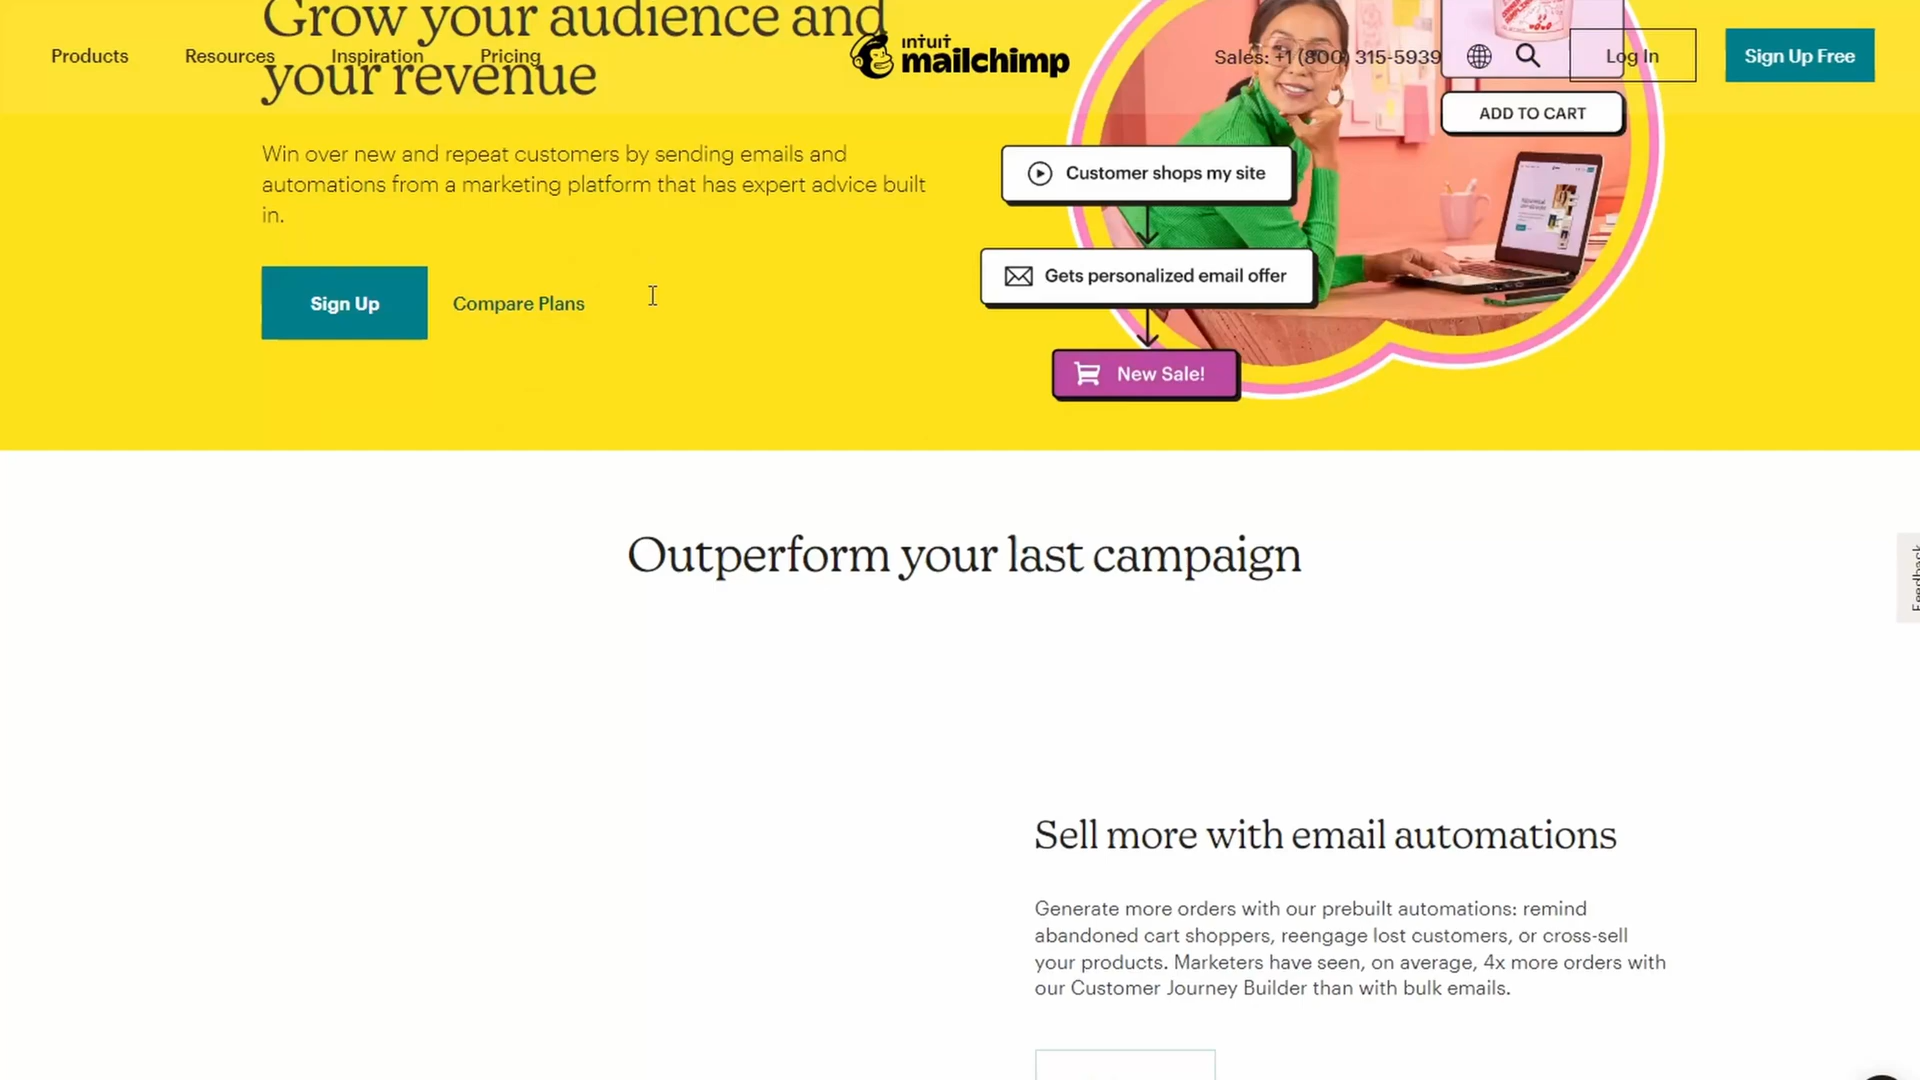 Grow your audience and
your revenue
Products
Resources
Inspiration
Pricing
intuit
mailchimp
Sales: +1 (800) 315-5939
Log In
Sign Up Free
ADD TO CART
Win over new and repeat customers by sending emails and
automations from a marketing platform that has expert advice built
in.
Customer shops my site
Gets personalized email offer
New Sale!
Sign Up
Compare Plans
Outperform your last campaign
Feedback
Sell more with email automations
Generate more orders with our prebuilt automations: remind
abandoned cart shoppers, reengage lost customers, or cross-sell
your products. Marketers have seen, on average, 4x more orders with
our Customer Journey Builder than with bulk emails.